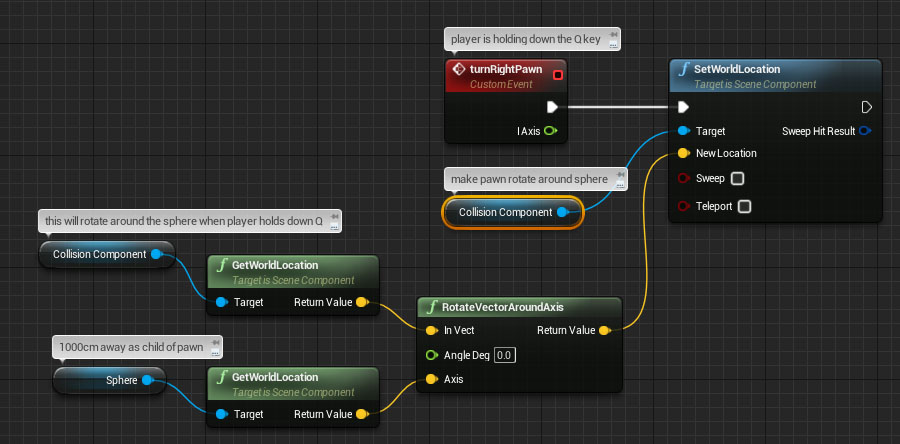 player is holding down the Q key
turnRightPawn
Custom Event
I Axis
SetWorldLocation
Target is Scene Component
Target
Sweep Hit Result
New Location
Sweep
Teleport
make pawn rotate around sphere
Collision Component
this will rotate around the sphere when player holds down Q
Collision Component
GetWorldLocation
Target is Scene Component
Target
Return Value
RotateVectorAroundAxis
In Vect
Return Value
Angle Deg 0.0
Axis
1000cm away as child of pawn
Sphere
GetWorldLocation
Target is Scene Component
Target
Return Value